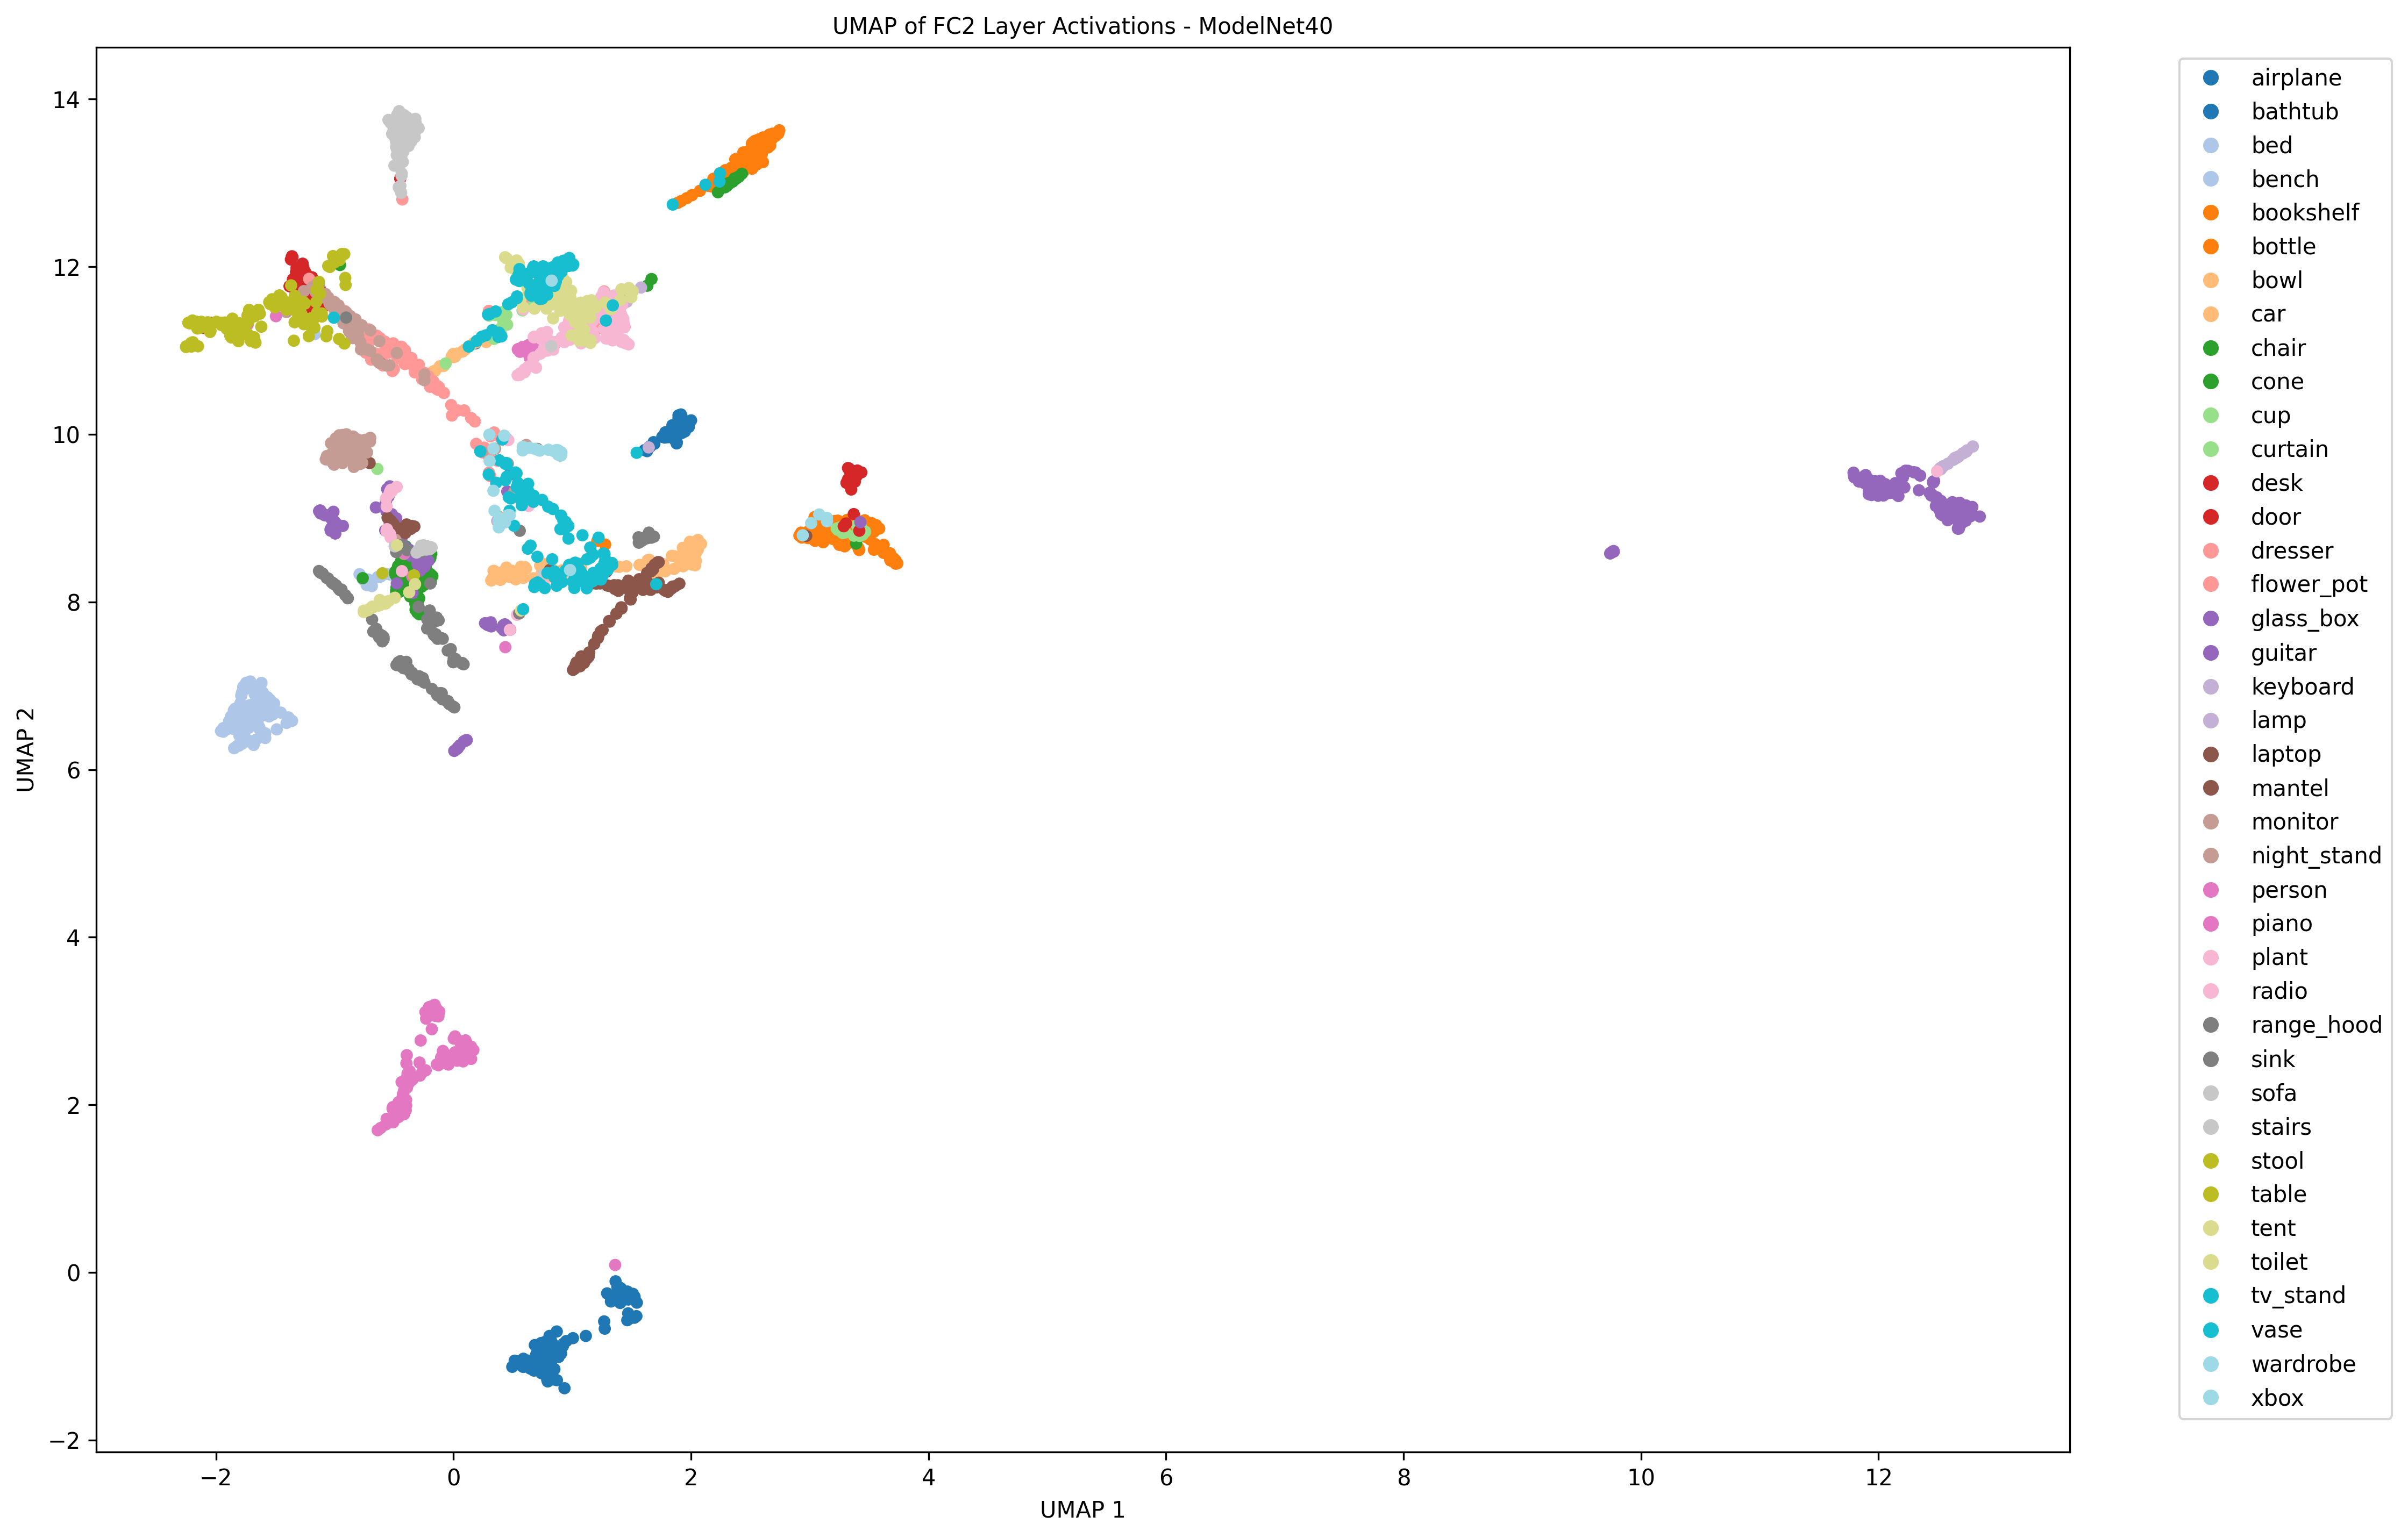 UMAP of FC2 Layer Activations - ModelNet40
14
12
10
8
6
4
2
0
−2
UMAP 2
−2
0
2
4
6
8
10
12
UMAP 1
airplane
bathtub
bed
bench
bookshelf
bottle
bowl
car
chair
cone
cup
curtain
desk
door
dresser
flower_pot
glass_box
guitar
keyboard
lamp
laptop
mantel
monitor
night_stand
person
piano
plant
radio
range_hood
sink
sofa
stairs
stool
table
tent
toilet
tv_stand
vase
wardrobe
xbox